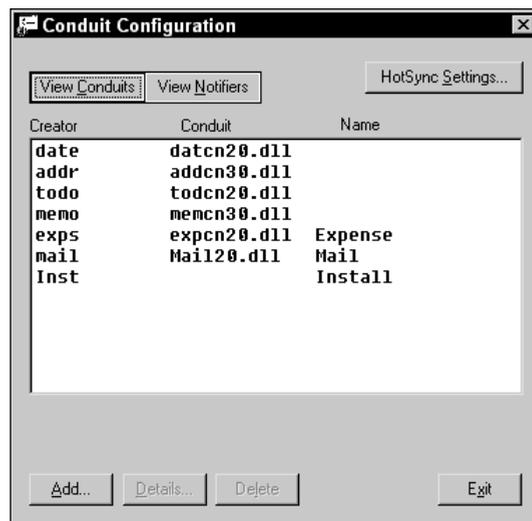 Conduit Configuration
View Conduits View Notifiers HotSync Settings...
Creator Conduit Name
date datcn20.dll
addr addcn30.dll
todo todcn20.dll
memo memcn30.dll
exps expcn20.dll Expense
mail Mail20.dll Mail
Inst Install
Add... Details... Delete Exit